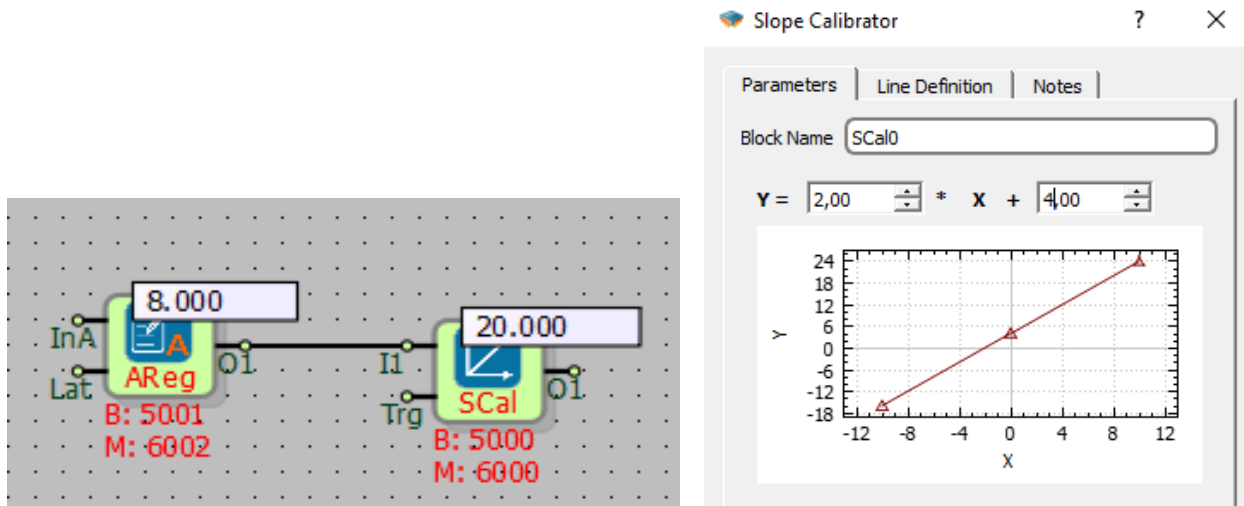 8.000
InA
Lat
AReg
O1
B: 5001
M: 6002
20.000
I1
Trg
SCal
O1
B: 5000
M: 6000
Slope Calibrator ? ×
Parameters Line Definition Notes
Block Name SCal0
Y = 2,00 * X + 4,00
24
18
12
6
0
-6
-12
-18
Y
-12 -8 -4 0 4 8 12
X